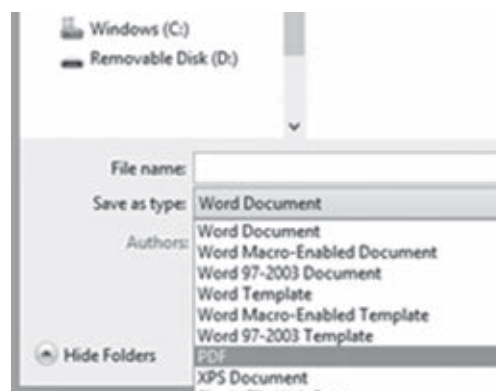 Windows (C:)
Removable Disk (D:)
File name:
Save as type: Word Document
Authors:
Word Document
Word Macro-Enabled Document
Word 97-2003 Document
Word Template
Word Macro-Enabled Template
Word 97-2003 Template
Hide Folders
PDF
XPS Document